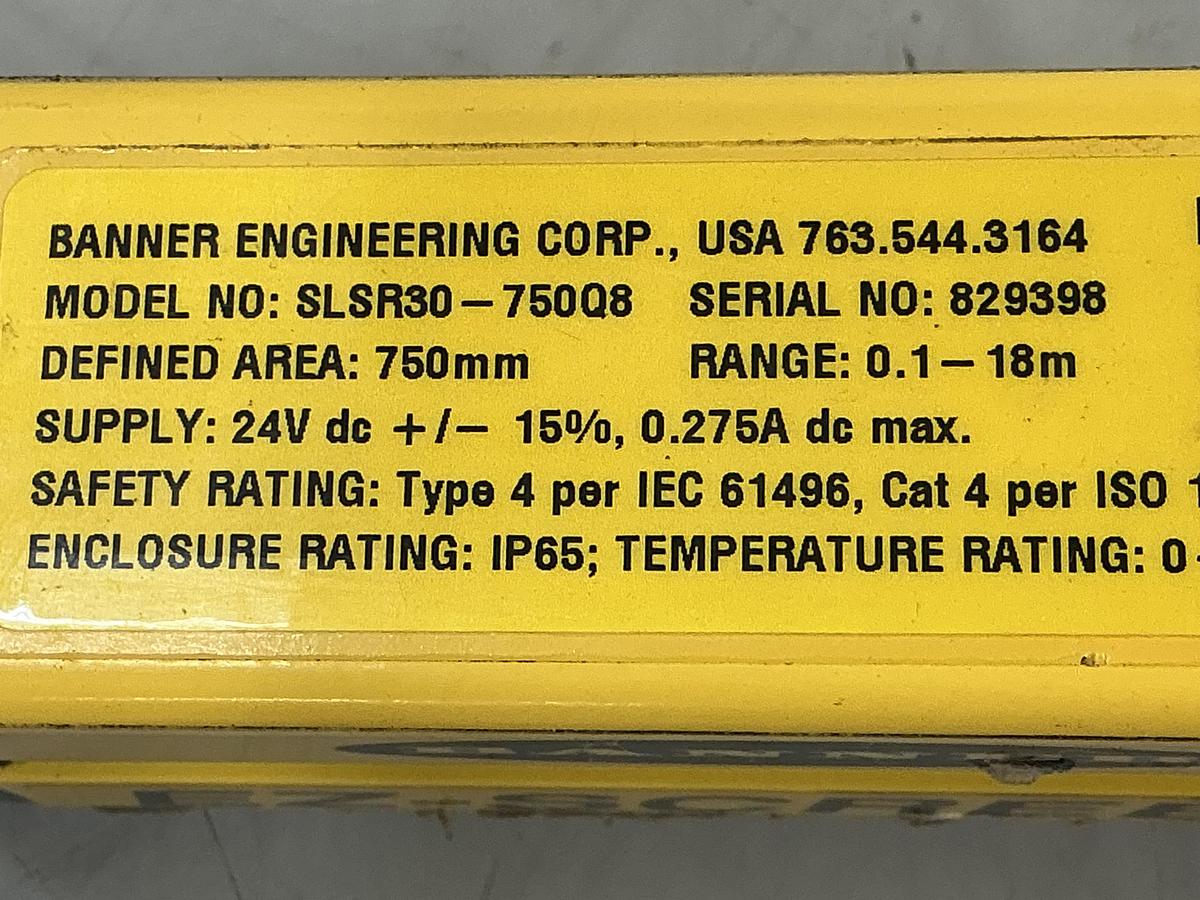 BANNER ENGINEERING CORP., USA 763.544.3164
MODEL NO: SLSR30-750Q8 SERIAL NO: 829398
DEFINED AREA: 750mm RANGE: 0.1-18m
SUPPLY: 24V dc +/- 15%, 0.275A dc max.
SAFETY RATING: Type 4 per IEC 61496, Cat 4 per ISO 1
ENCLOSURE RATING: IP65; TEMPERATURE RATING: 0